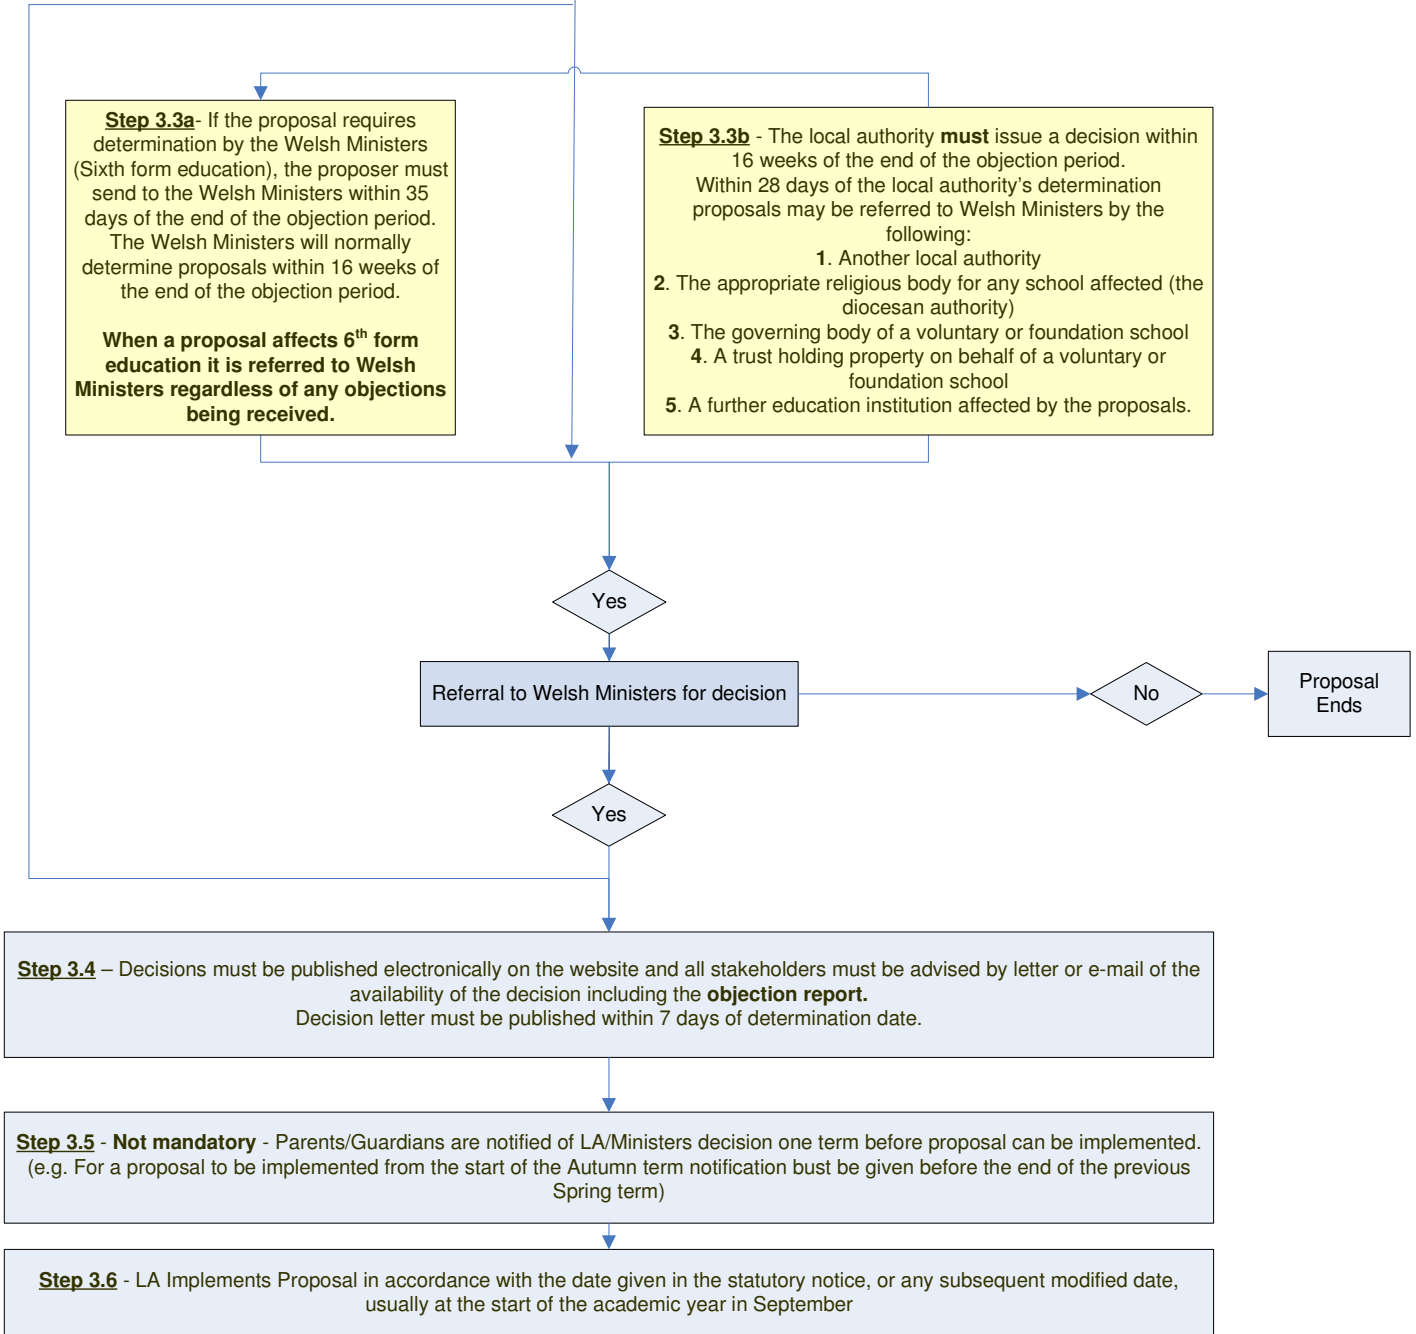 Step 3.3a- If the proposal requires
determination by the Welsh Ministers
(Sixth form education), the proposer must
send to the Welsh Ministers within 35
days of the end of the objection period.
The Welsh Ministers will normally
determine proposals within 16 weeks of
the end of the objection period.
When a proposal affects 6th form
education it is referred to Welsh
Ministers regardless of any objections
being received.
Step 3.3b - The local authority must issue a decision within
16 weeks of the end of the objection period.
Within 28 days of the local authority's determination
proposals may be referred to Welsh Ministers by the
following:
1. Another local authority
2. The appropriate religious body for any school affected (the
diocesan authority)
3. The governing body of a voluntary or foundation school
4. A trust holding property on behalf of a voluntary or
foundation school
5. A further education institution affected by the proposals.
Yes
Referral to Welsh Ministers for decision
No
Proposal
Ends
Yes
Step 3.4 – Decisions must be published electronically on the website and all stakeholders must be advised by letter or e-mail of the
availability of the decision including the objection report.
Decision letter must be published within 7 days of determination date.
Step 3.5 - Not mandatory - Parents/Guardians are notified of LA/Ministers decision one term before proposal can be implemented.
(e.g. For a proposal to be implemented from the start of the Autumn term notification bust be given before the end of the previous
Spring term)
Step 3.6 - LA Implements Proposal in accordance with the date given in the statutory notice, or any subsequent modified date,
usually at the start of the academic year in September